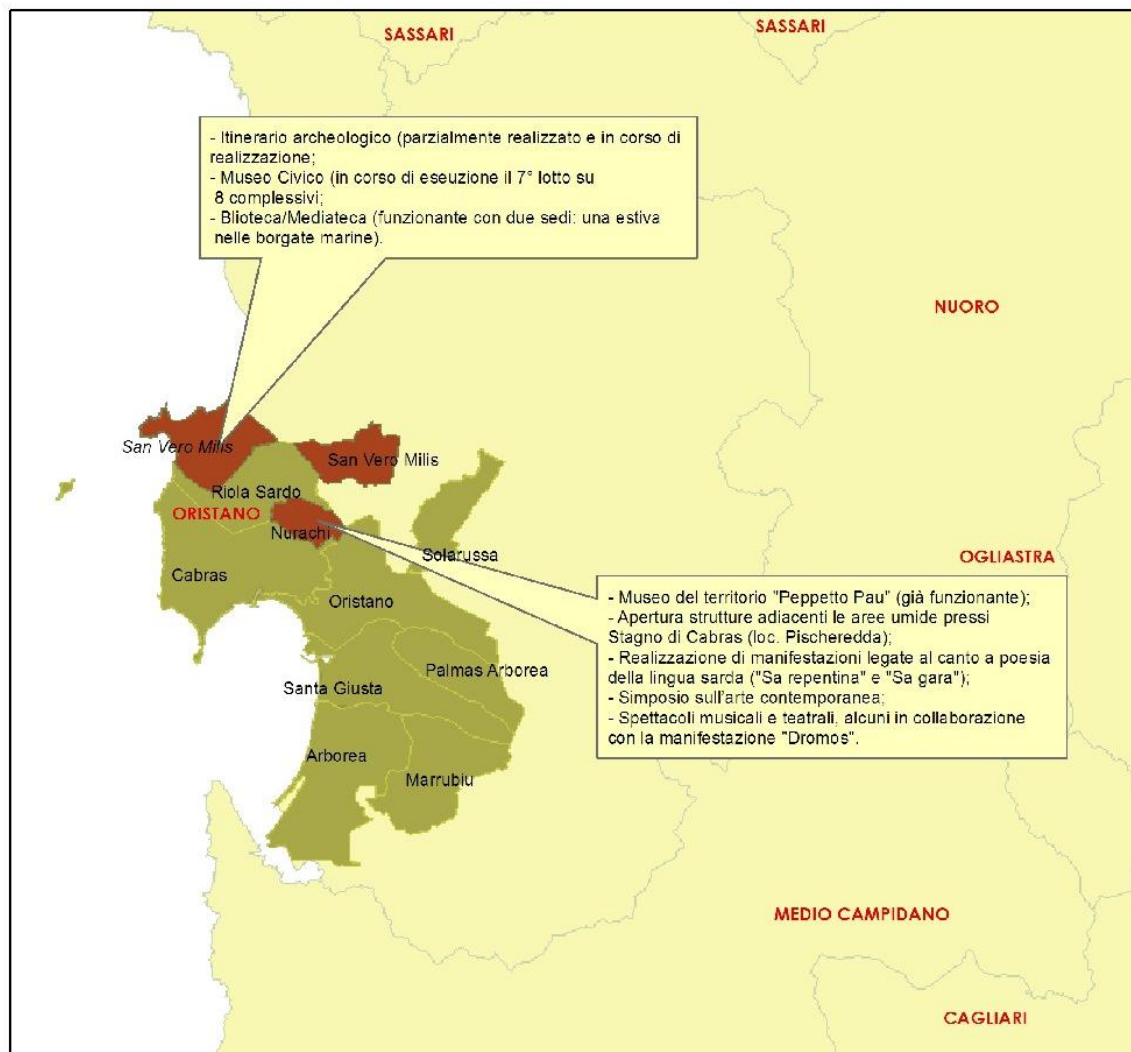 SASSARI
SASSARI
- Itinerario archeologico (parzialmente realizzato e in corso di
realizzazione;
- Museo Civico (in corso di eseuzione il 7° lotto su
8 complessivi;
- Blioteca/Mediateca (funzionante con due sedi: una estiva
nelle borgate marine).
NUORO
San Vero Milis
San Vero Milis
Riola Sardo
ORISTANO
Nurachi
Solarussa
OGLIASTRA
Cabras
Oristano
- Museo del territorio "Peppetto Pau" (già funzionante);
- Apertura strutture adiacenti le aree umide pressi
Stagno di Cabras (loc. Pischeredda);
- Realizzazione di manifestazioni legate al canto a poesia
della lingua sarda ("Sa repentina" e "Sa gara");
- Simposio sull'arte contemporanea;
- Spettacoli musicali e teatrali, alcuni in collaborazione
con la manifestazione "Dromos".
Palmas Arborea
Santa Giusta
Arborea
Marrubiu
MEDIO CAMPIDANO
CAGLIARI